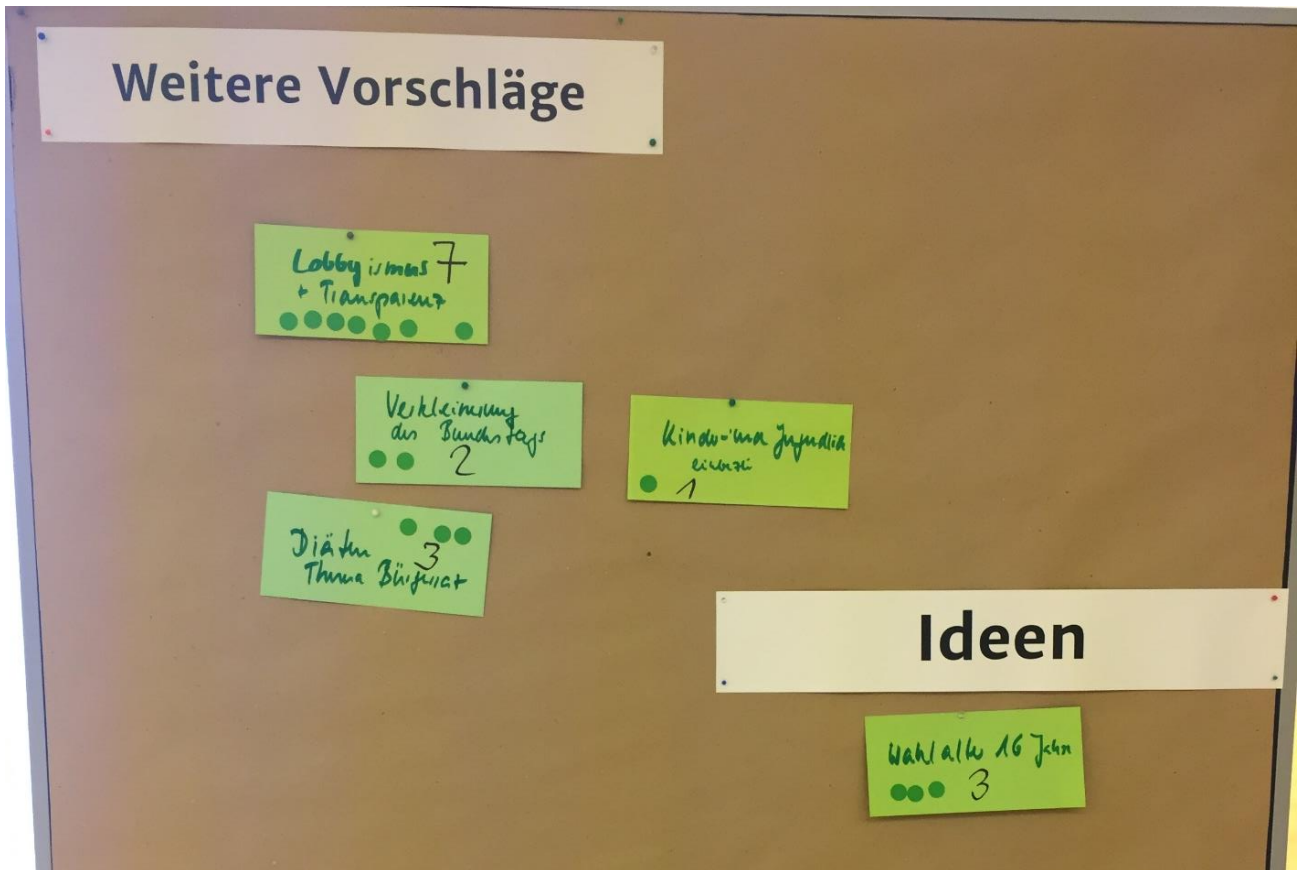 Weitere Vorschläge
Lobbyismus 7
+ Transparenz
Verkleinerung
des Bundestags
2
Kinder- und Jugendlich
1
3
Diäten
Thema Bürgerrat
Ideen
Wahlalter 16 Jahre
3